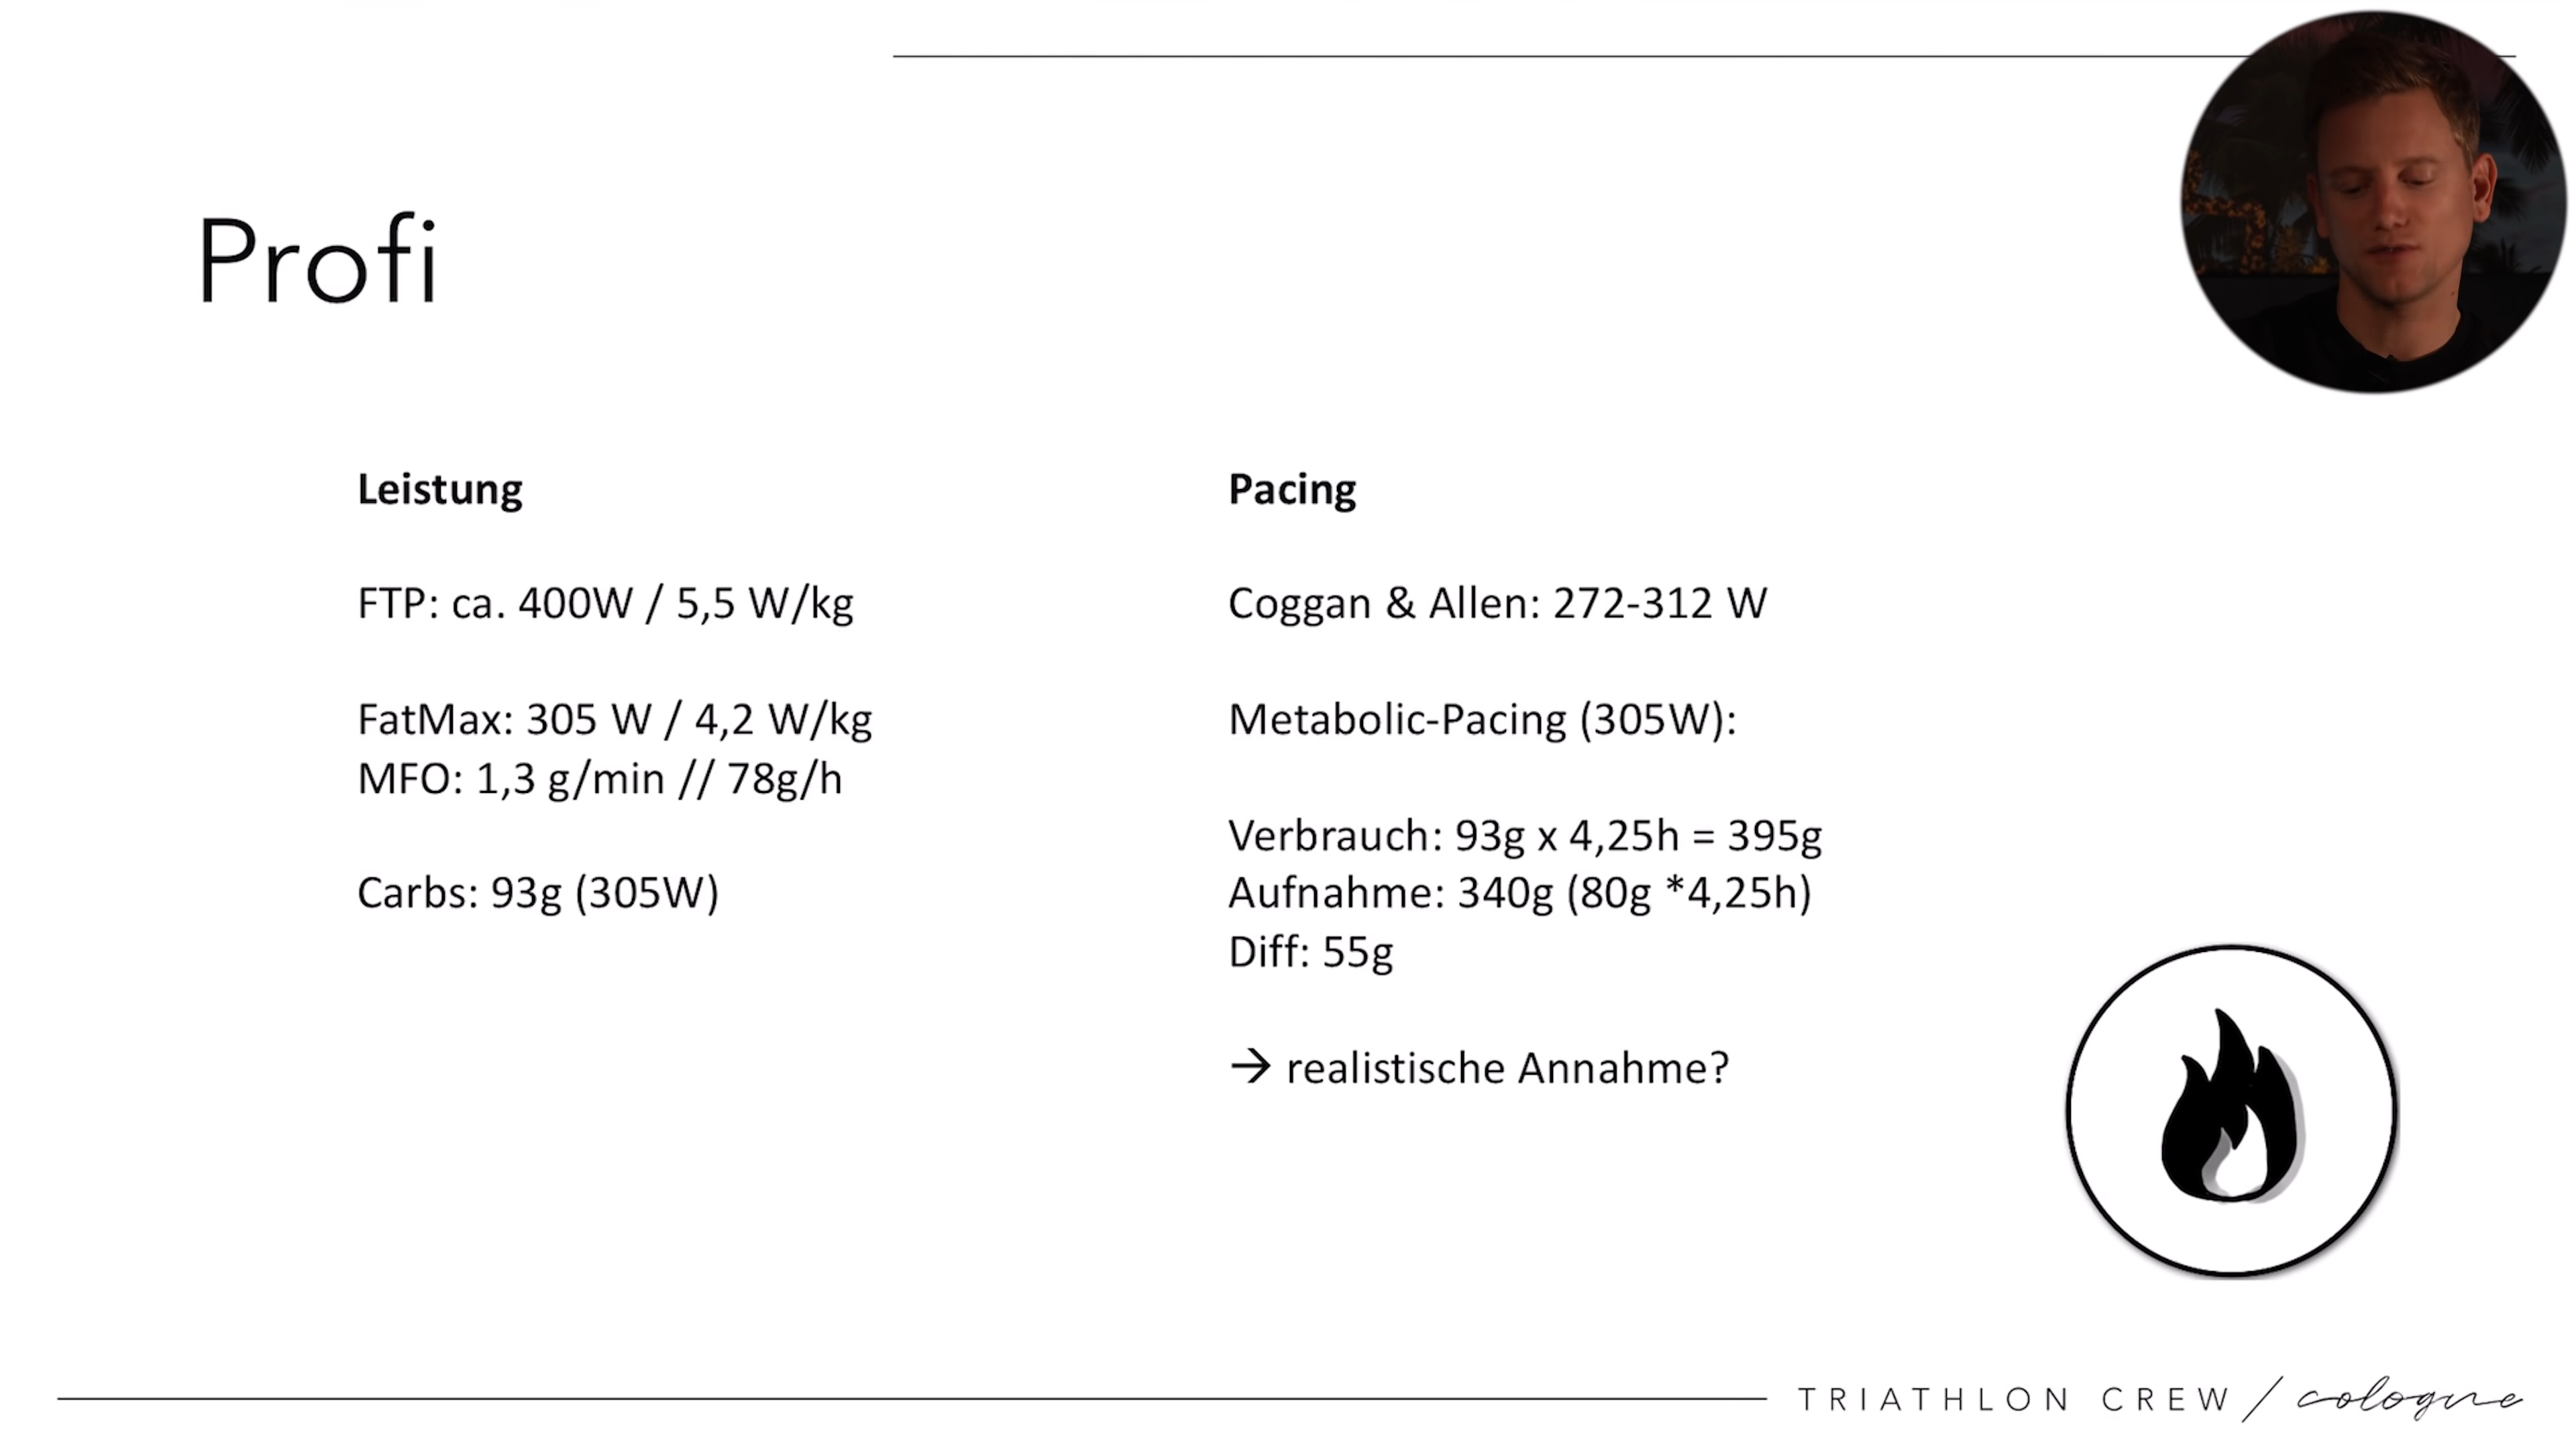 Profi
Leistung
FTP: ca. 400W / 5,5 W/kg
FatMax: 305 W / 4,2 W/kg
MFO: 1,3 g/min // 78g/h
Carbs: 93g (305W)
Pacing
Coggan & Allen: 272-312 W
Metabolic-Pacing (305W):
Verbrauch: 93g x 4,25h = 395g
Aufnahme: 340g (80g *4,25h)
Diff: 55g
→ realistische Annahme?
TRIATHLON CREW / cologne